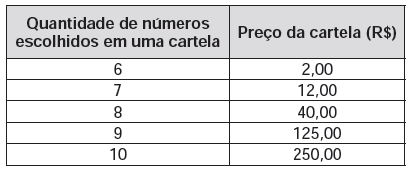 Quantidade de números
escolhidos em uma cartela
Preço da cartela (R$)
6 2,00
7 12,00
8 40,00
9 125,00
10 250,00